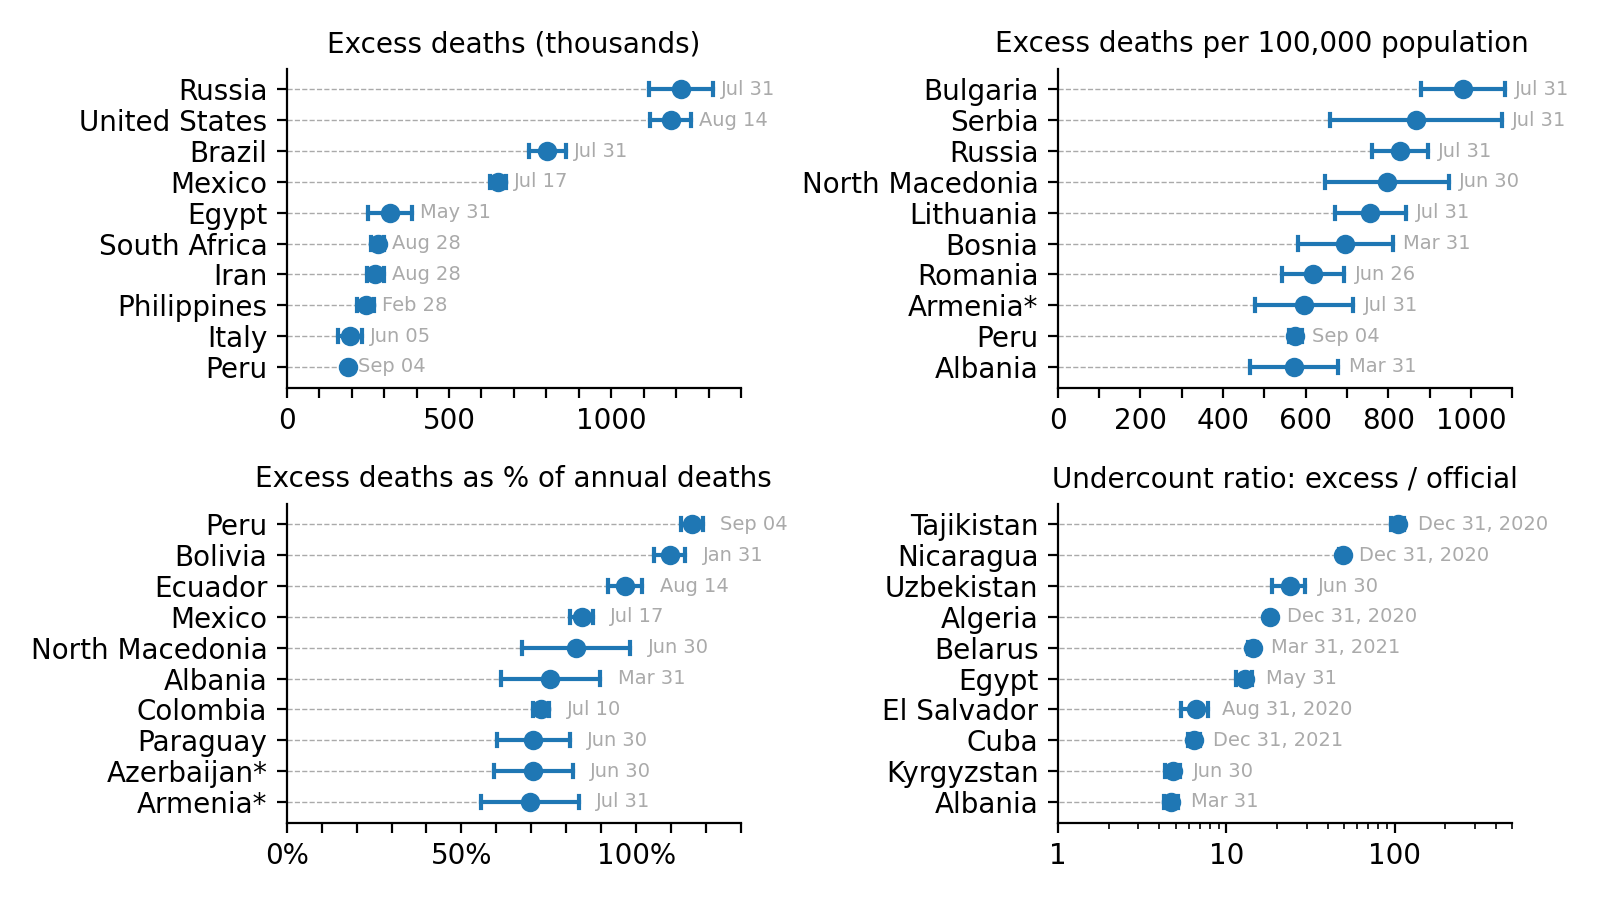 Excess deaths (thousands)
Russia Jul 31
United States Aug 14
Brazil Jul 31
Mexico Jul 17
Egypt May 31
South Africa Aug 28
Iran Aug 28
Philippines Feb 28
Italy Jun 05
Peru Sep 04
0 500 1000
Excess deaths per 100,000 population
Bulgaria Jul 31
Serbia Jul 31
Russia Jul 31
North Macedonia Jun 30
Lithuania Jul 31
Bosnia Mar 31
Romania Jun 26
Armenia* Jul 31
Peru Sep 04
Albania Mar 31
0 200 400 600 800 1000
Excess deaths as % of annual deaths
Peru Sep 04
Bolivia Jan 31
Ecuador Aug 14
Mexico Jul 17
North Macedonia Jun 30
Albania Mar 31
Colombia Jul 10
Paraguay Jun 30
Azerbaijan* Jun 30
Armenia* Jul 31
0% 50% 100%
Undercount ratio: excess / official
Tajikistan Dec 31, 2020
Nicaragua Dec 31, 2020
Uzbekistan Jun 30
Algeria Dec 31, 2020
Belarus Mar 31, 2021
Egypt May 31
El Salvador Aug 31, 2020
Cuba Dec 31, 2021
Kyrgyzstan Jun 30
Albania Mar 31
1 10 100